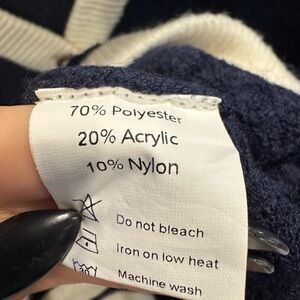 70% Polyester
20% Acrylic
10% Nylon
Do not bleach
Iron on low heat
Machine wash